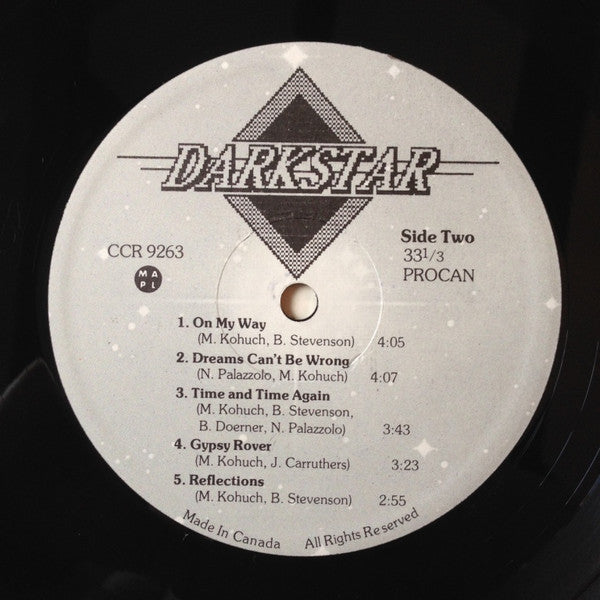 DARKSTAR
CCR 9263
MA
PL
Side Two
33 1/3
PROCAN
1. On My Way
(M. Kohuch, B. Stevenson) 4:05
2. Dreams Can't Be Wrong
(N. Palazzolo, M. Kohuch) 4:07
3. Time and Time Again
(M. Kohuch, B. Stevenson,
B. Doerner, N. Palazzolo) 3:43
4. Gypsy Rover
(M. Kohuch, J. Carruthers) 3:23
5. Reflections
(M. Kohuch, B. Stevenson) 2:55
Made In Canada All Rights Reserved